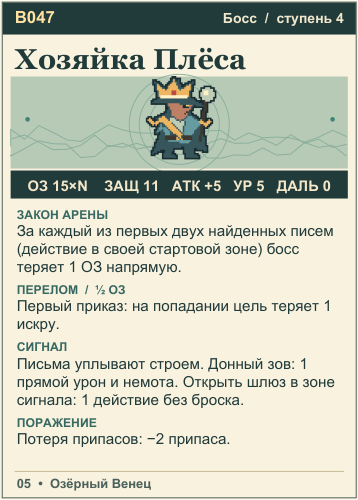 B047
Босс / ступень 4
Хозяйка Плёса
ОЗ 15×N ЗАЩ 11 АТК +5 УР 5 ДАЛЬ 0
ЗАКОН АРЕНЫ
За каждый из первых двух найденных писем
(действие в своей стартовой зоне) босс
теряет 1 ОЗ напрямую.
ПЕРЕЛОМ / ½ ОЗ
Первый приказ: на попадании цель теряет 1
искру.
СИГНАЛ
Письма уплывают строем. Донный зов: 1
прямой урон и немота. Открыть шлюз в зоне
сигнала: 1 действие без броска.
ПОРАЖЕНИЕ
Потеря припасов: −2 припаса.
05 • Озёрный Венец